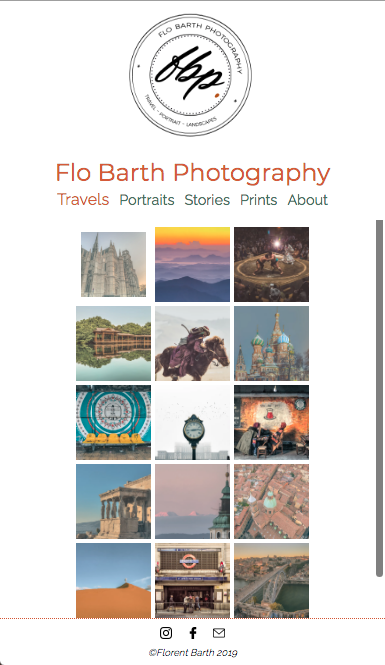 FLO BARTH PHOTOGRAPHY
fbp.
TRAVEL - PORTRAIT - LANDSCAPES
Flo Barth Photography
Travels Portraits Stories Prints About
©Florent Barth 2019